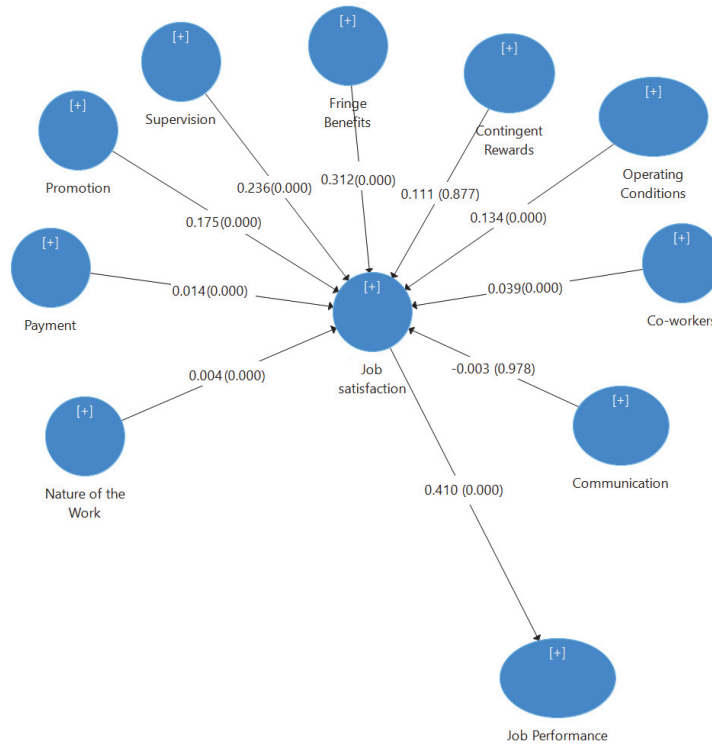 [+]
Fringe
Benefits
[+]
Supervision
[+]
Contingent
Rewards
[+]
Operating
Conditions
[+]
Promotion
0.236(0.000)
0.312(0.000)
0.111 (0.877)
0.175(0.000)
0.134(0.000)
[+]
Payment
[+]
Co-workers
0.014(0.000)
0.039(0.000)
[+]
Job
satisfaction
0.004(0.000)
-0.003 (0.978)
[+]
Nature of the
Work
[+]
Communication
0.410 (0.000)
[+]
Job Performance